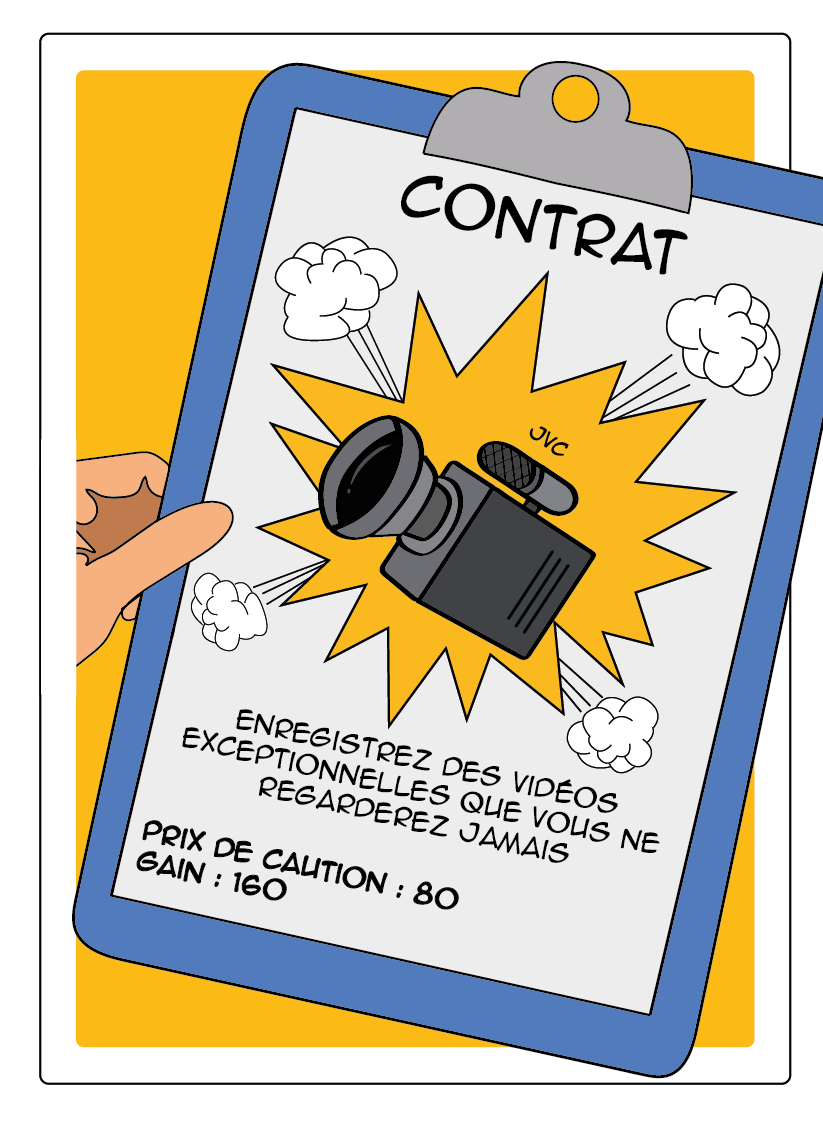 CONTRAT
JVC
ENREGISTREZ DES VIDÉOS
EXCEPTIONNELLES QUE VOUS NE
REGARDEREZ JAMAIS
PRIX DE CAUTION : 80
GAIN : 160